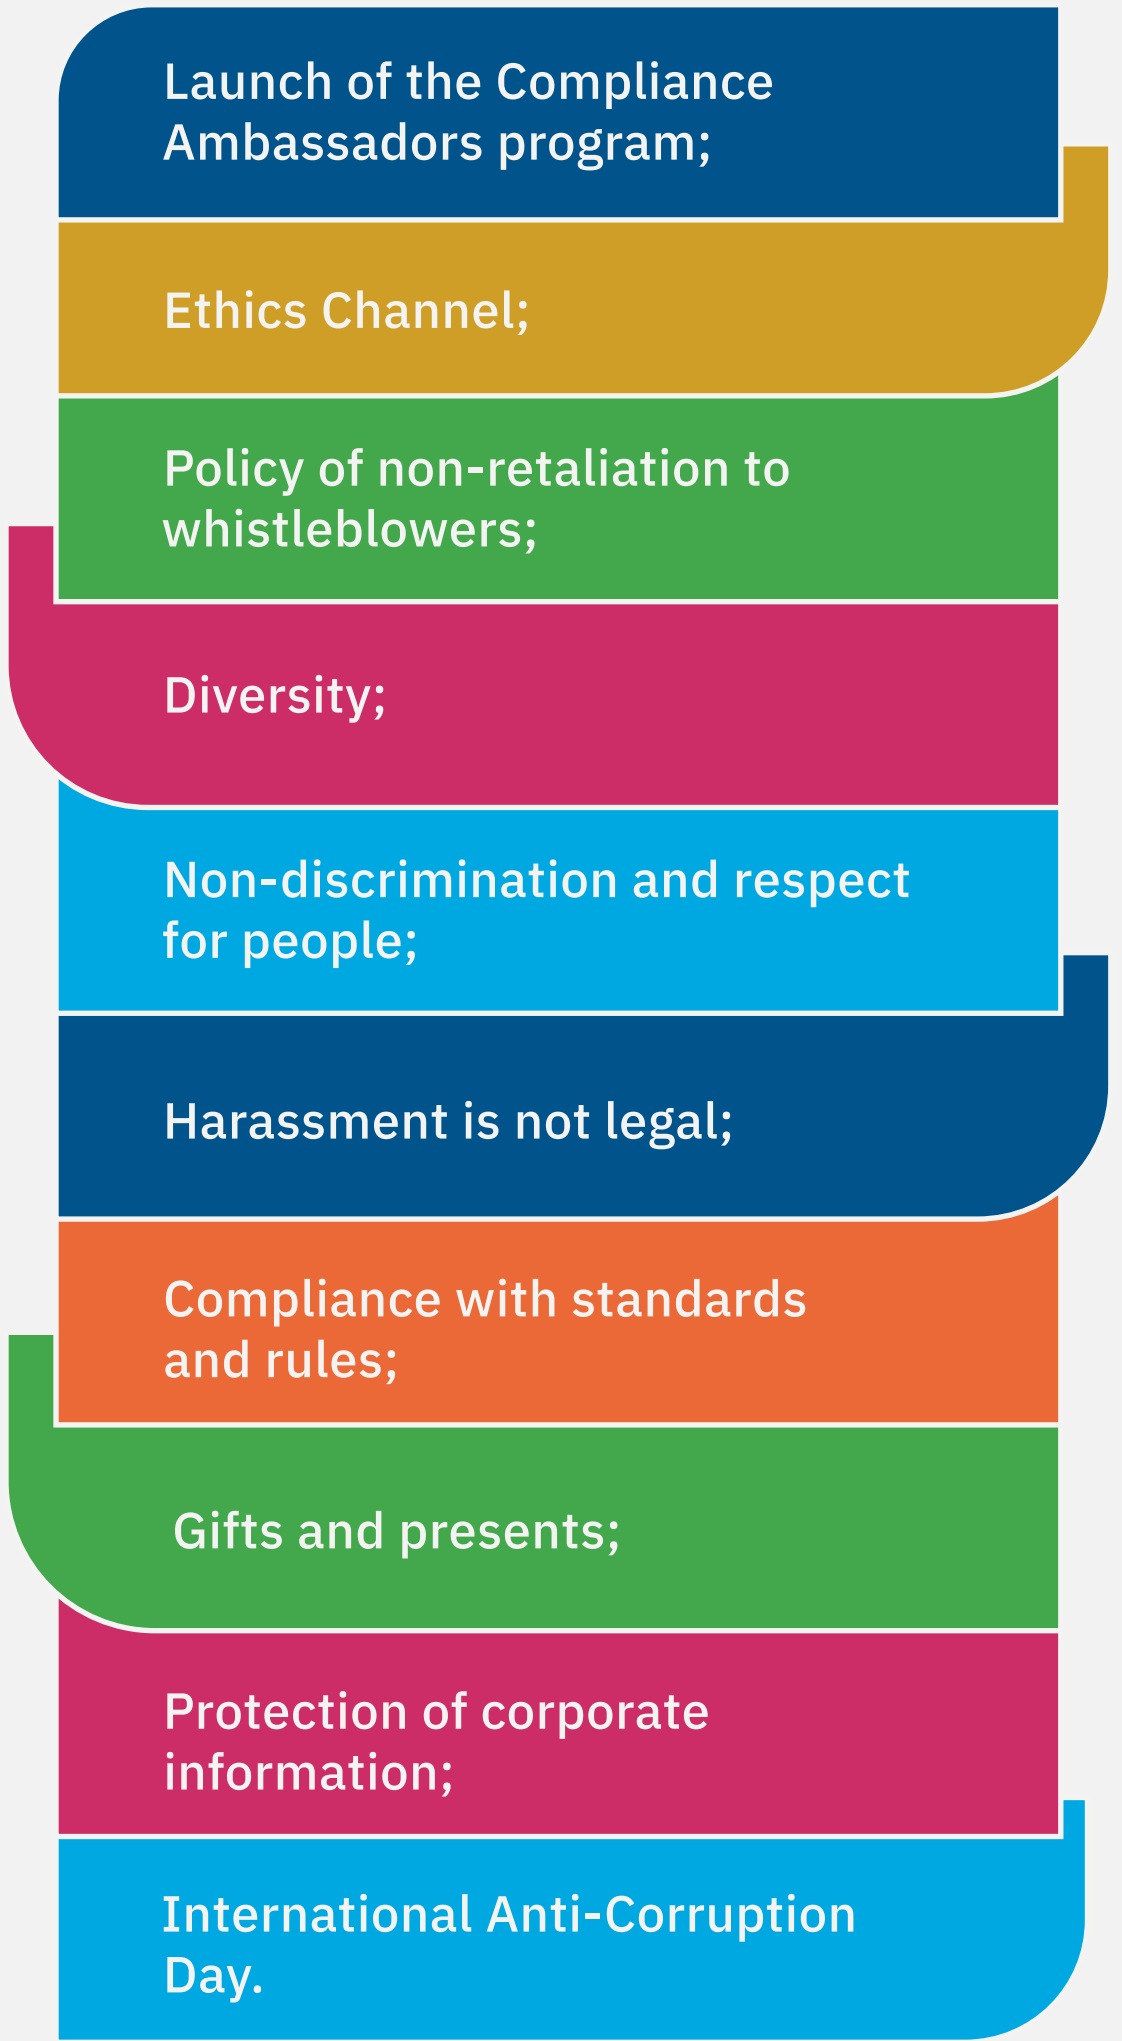 Launch of the Compliance
Ambassadors program;
Ethics Channel;
Policy of non-retaliation to
whistleblowers;
Diversity;
Non-discrimination and respect
for people;
Harassment is not legal;
Compliance with standards
and rules;
Gifts and presents;
Protection of corporate
information;
International Anti-Corruption
Day.